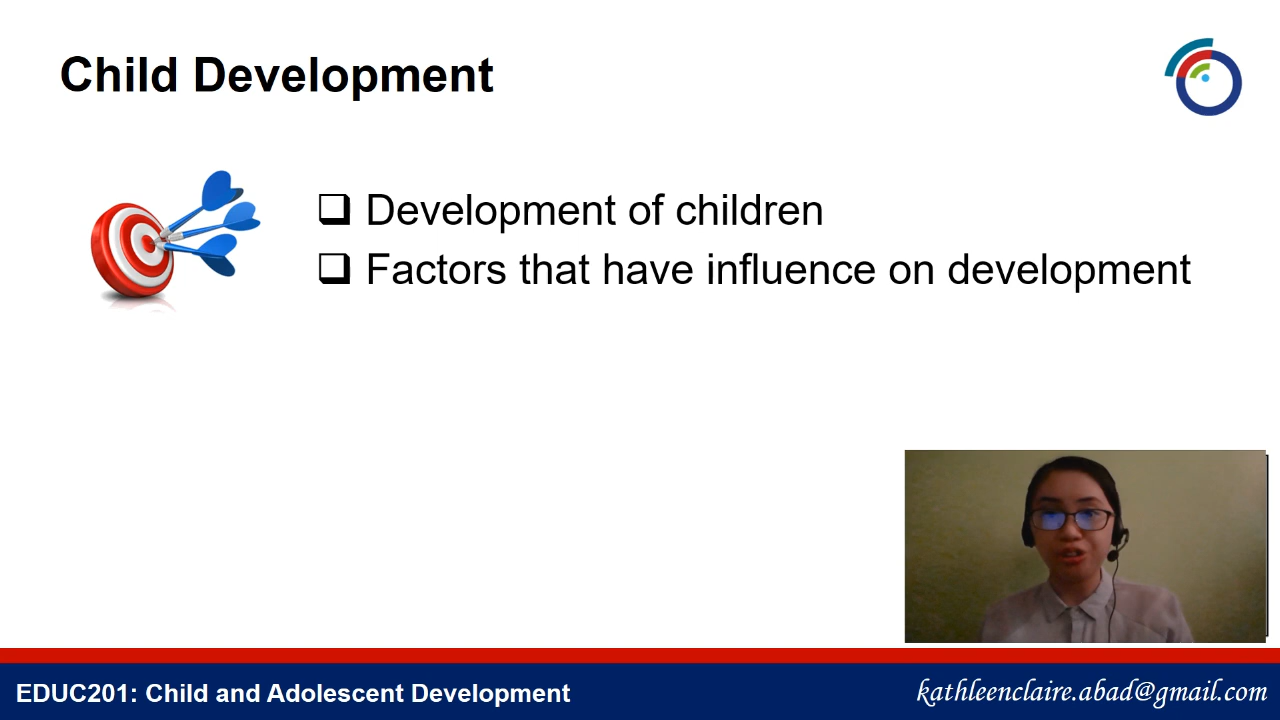 Child Development
❑ Development of children
❑ Factors that have influence on development
EDUC201: Child and Adolescent Development
kathleenclaire.abad@gmail.com